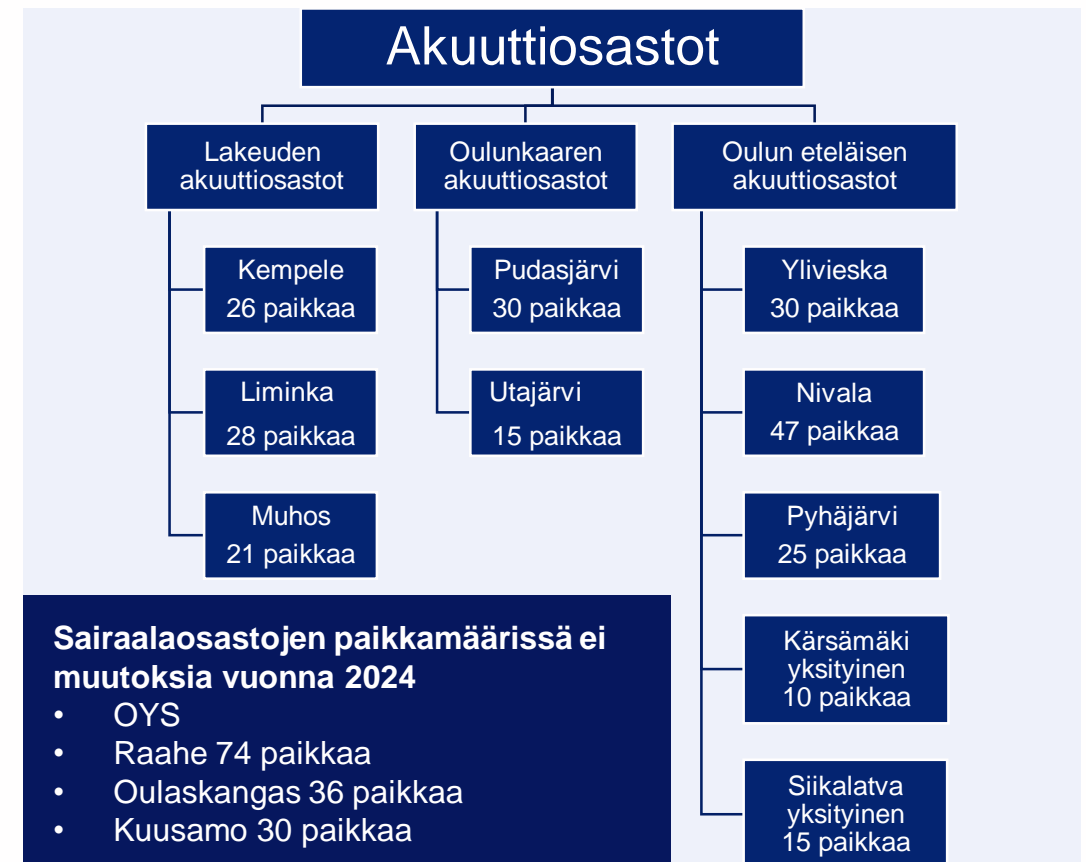 Akuuttiosastot
Lakeuden
akuuttiosastot
Kempele
26 paikkaa
Liminka
28 paikkaa
Muhos
21 paikkaa
Oulunkaaren
akuuttiosastot
Pudasjärvi
30 paikkaa
Utajärvi
15 paikkaa
Oulun eteläisen
akuuttiosastot
Ylivieska
30 paikkaa
Nivala
47 paikkaa
Pyhäjärvi
25 paikkaa
Kärsämäki
yksityinen
10 paikkaa
Siikalatva
yksityinen
15 paikkaa
Sairaalaosastojen paikkamäärissä ei
muutoksia vuonna 2024
• OYS
• Raahe 74 paikkaa
• Oulaskangas 36 paikkaa
• Kuusamo 30 paikkaa